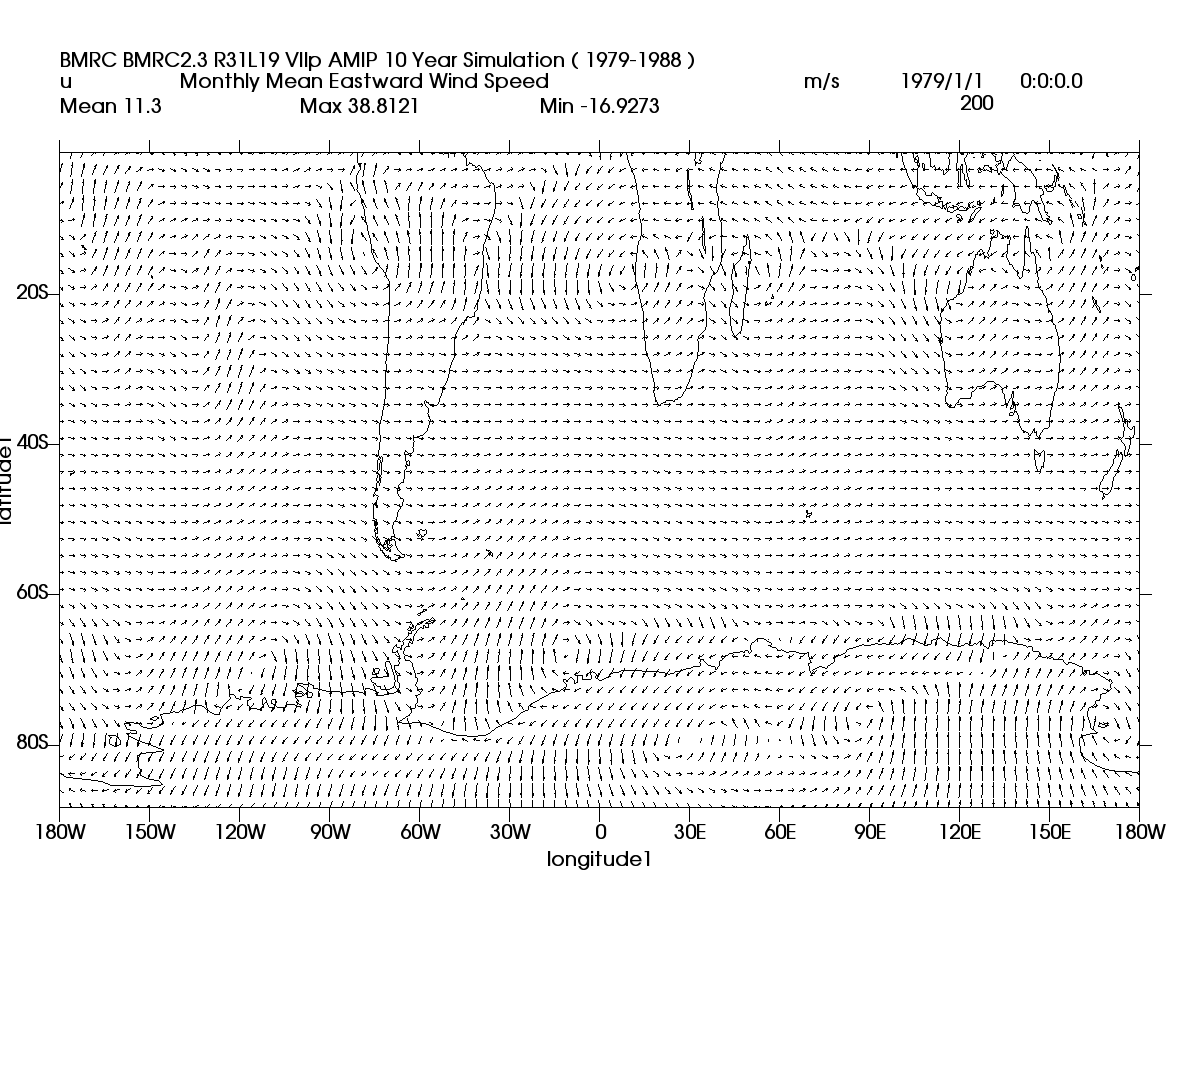 BMRC BMRC2.3 R31L19 VIIp AMIP 10 Year Simulation ( 1979-1988 )
u Monthly Mean Eastward Wind Speed m/s 1979/1/1 0:0:0.0
Mean 11.3 Max 38.8121 Min -16.9273 200
20S
40S
latitude1
60S
80S
180W 150W 120W 90W 60W 30W 0 30E 60E 90E 120E 150E 180W
longitude1